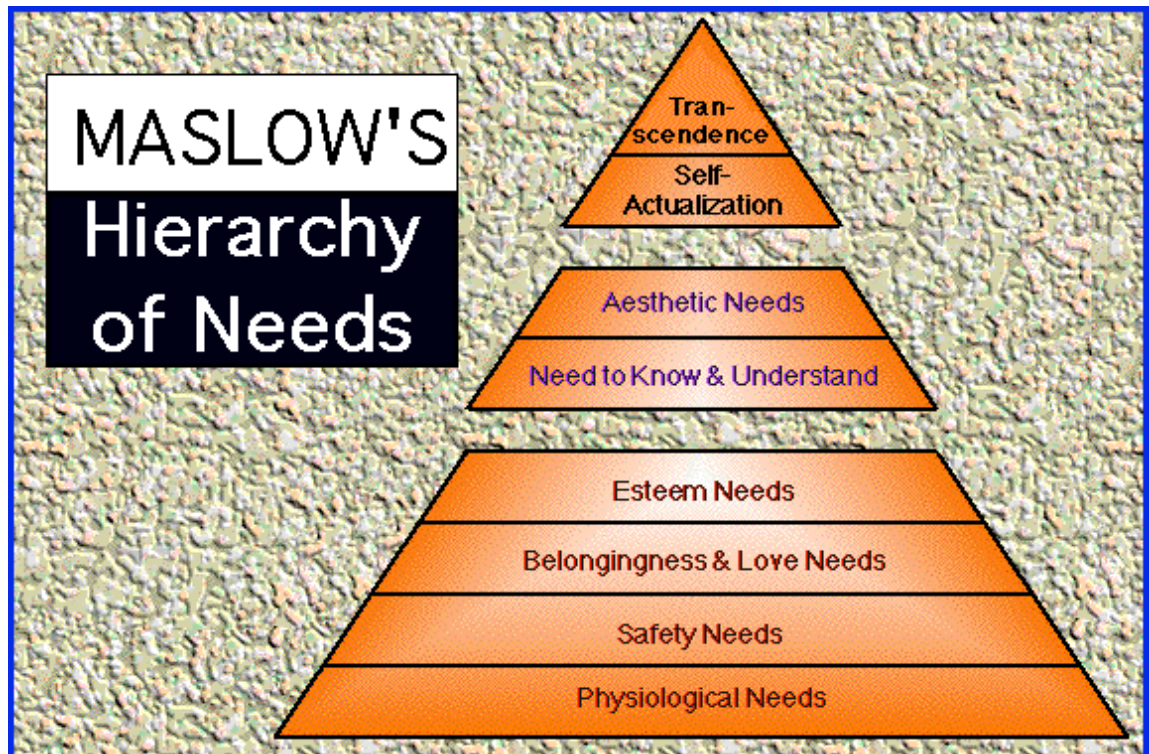 MASLOW'S
Hierarchy
of Needs
Tran-
scendence
Self-
Actualization
Aesthetic Needs
Need to Know & Understand
Esteem Needs
Belongingness & Love Needs
Safety Needs
Physiological Needs